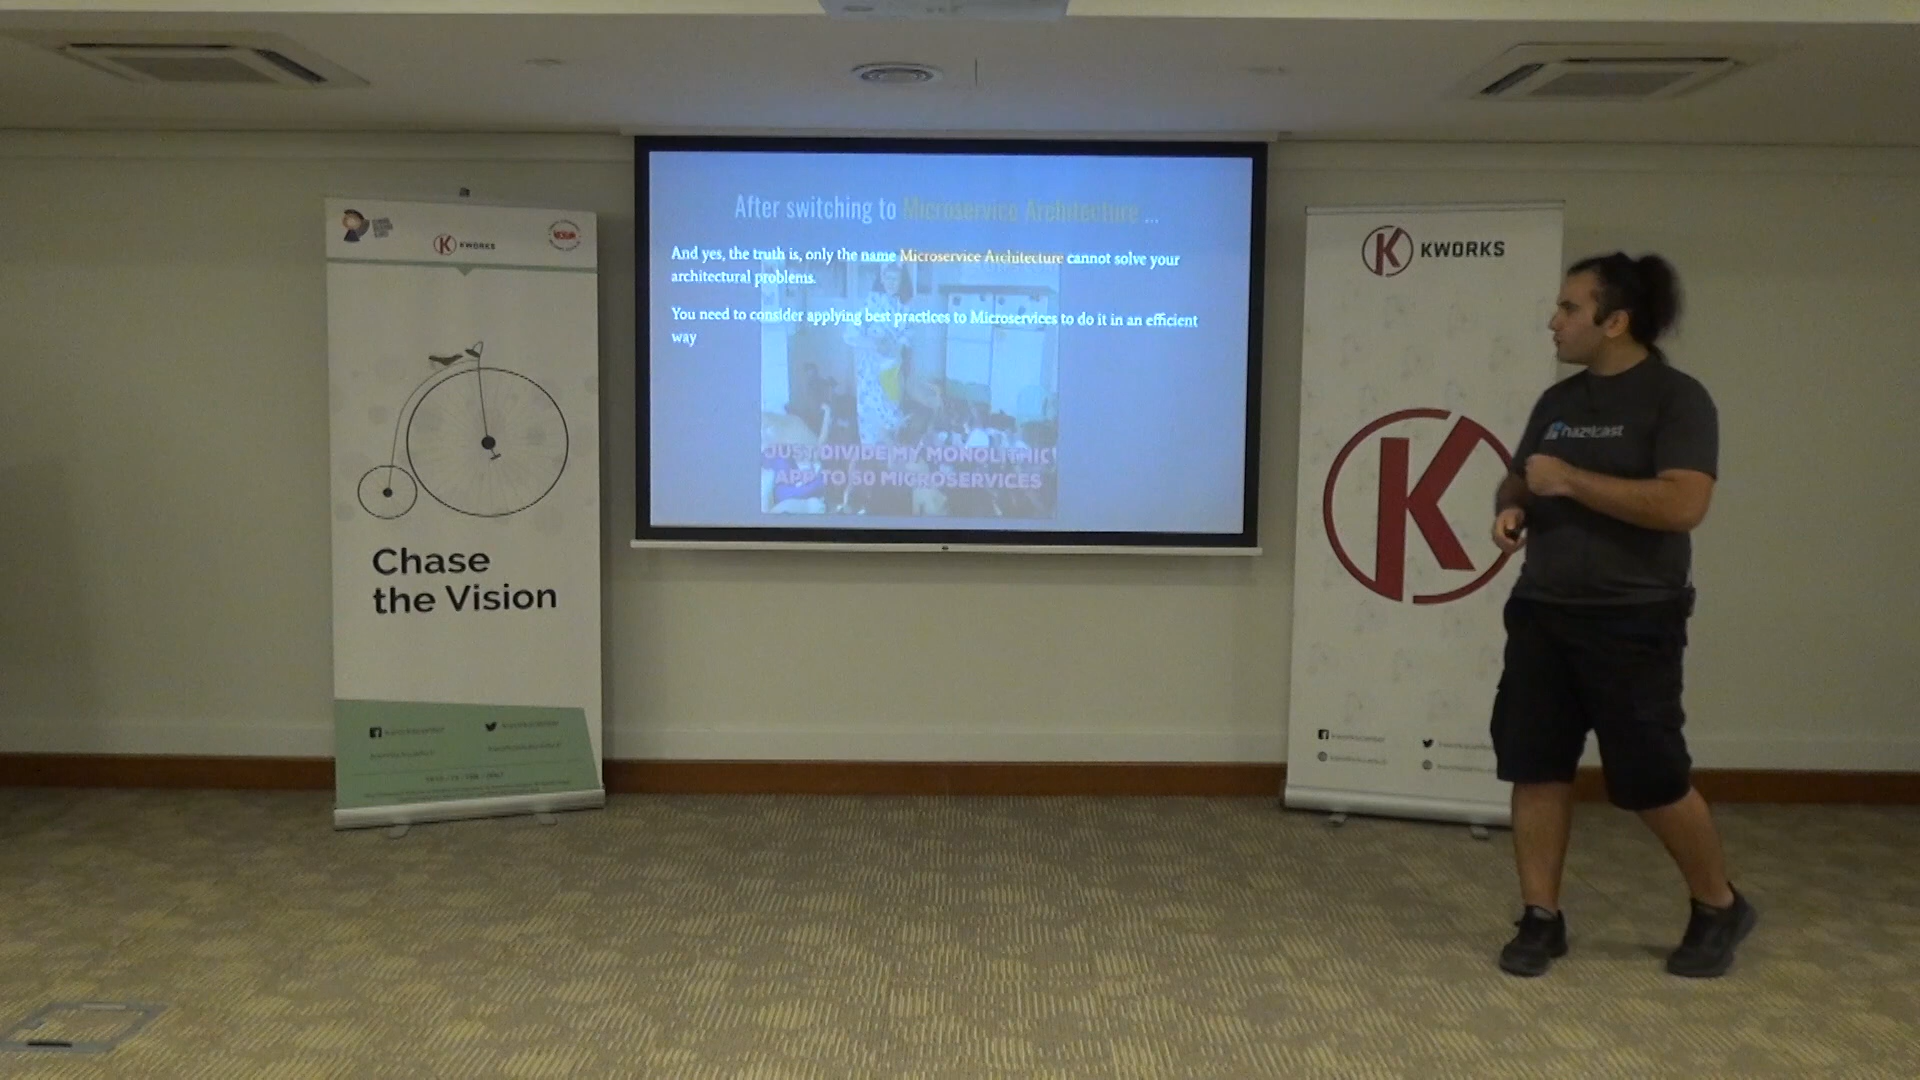 After switching to Microservice Architecture ...
And yes, the truth is, only the name Microservice Architecture cannot solve your
architectural problems.
You need to consider applying best practices to Microservices to do it in an efficient
way
JUST DIVIDE MY MONOLITHIC
APP TO 50 MICROSERVICES
K KWORKS
Chase
the Vision
K KWORKS
K
hazelcast